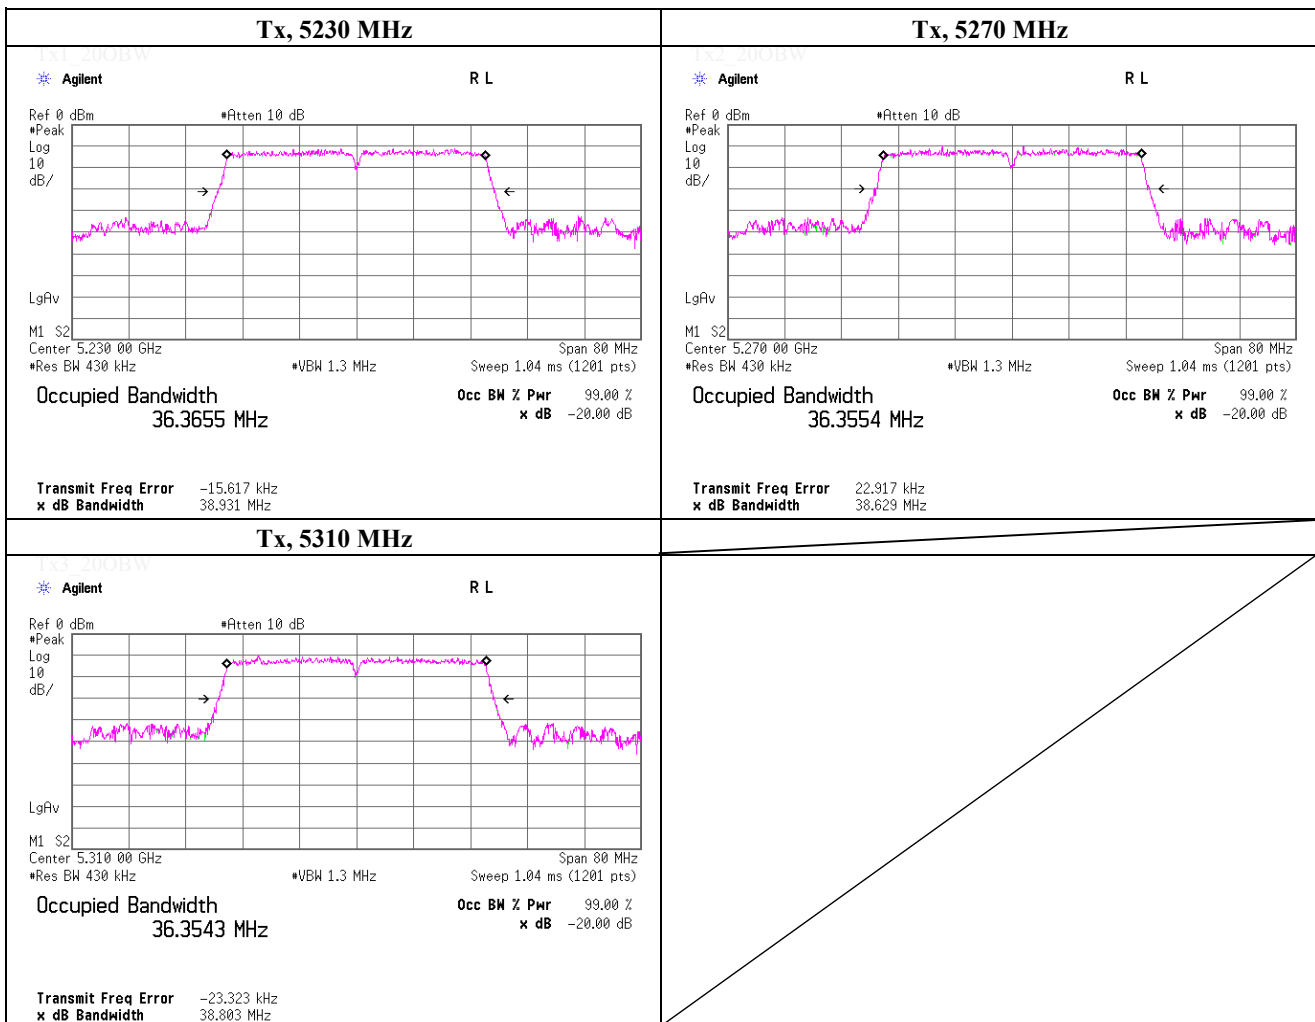 Tx, 5230 MHz
Tx1_20OBW
Agilent
R L
Ref 0 dBm
#Atten 10 dB
#Peak
Log
10
dB/
LgAv
M1 S2
Center 5.230 00 GHz
Span 80 MHz
#Res BW 430 kHz
#VBW 1.3 MHz
Sweep 1.04 ms (1201 pts)
Occupied Bandwidth
36.3655 MHz
Occ BW % Pwr 99.00 %
x dB -20.00 dB
Transmit Freq Error -15.617 kHz
x dB Bandwidth 38.931 MHz
Tx, 5270 MHz
Tx2_20OBW
Agilent
R L
Ref 0 dBm
#Atten 10 dB
#Peak
Log
10
dB/
LgAv
M1 S2
Center 5.270 00 GHz
Span 80 MHz
#Res BW 430 kHz
#VBW 1.3 MHz
Sweep 1.04 ms (1201 pts)
Occupied Bandwidth
36.3554 MHz
Occ BW % Pwr 99.00 %
x dB -20.00 dB
Transmit Freq Error 22.917 kHz
x dB Bandwidth 38.629 MHz
Tx, 5310 MHz
Tx3_20OBW
Agilent
R L
Ref 0 dBm
#Atten 10 dB
#Peak
Log
10
dB/
LgAv
M1 S2
Center 5.310 00 GHz
Span 80 MHz
#Res BW 430 kHz
#VBW 1.3 MHz
Sweep 1.04 ms (1201 pts)
Occupied Bandwidth
36.3543 MHz
Occ BW % Pwr 99.00 %
x dB -20.00 dB
Transmit Freq Error -23.323 kHz
x dB Bandwidth 38.803 MHz